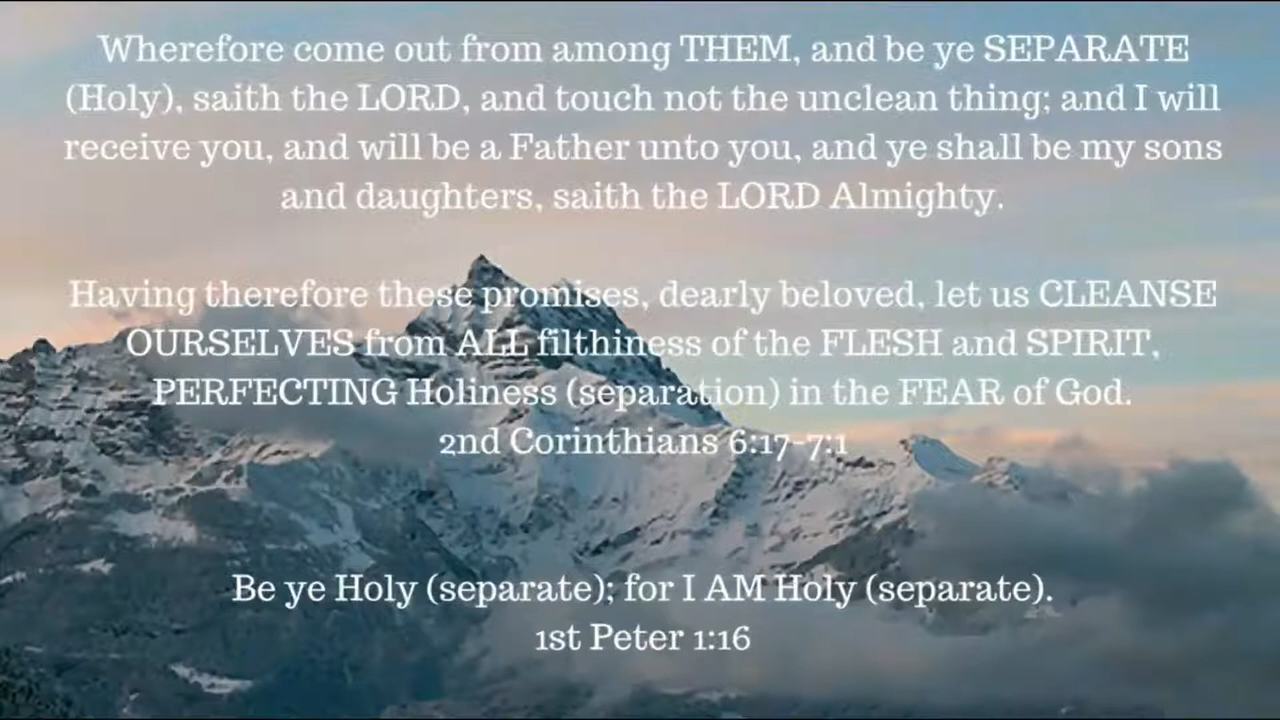 Wherefore come out from among THEM, and be ye SEPARATE
(Holy), saith the LORD, and touch not the unclean thing; and I will
receive you, and will be a Father unto you, and ye shall be my sons
and daughters, saith the LORD Almighty.
Having therefore these promises, dearly beloved, let us CLEANSE
OURSELVES from ALL filthiness of the FLESH and SPIRIT,
PERFECTING Holiness (separation) in the FEAR of God.
2nd Corinthians 6:17-7:1
Be ye Holy (separate); for I AM Holy (separate).
1st Peter 1:16